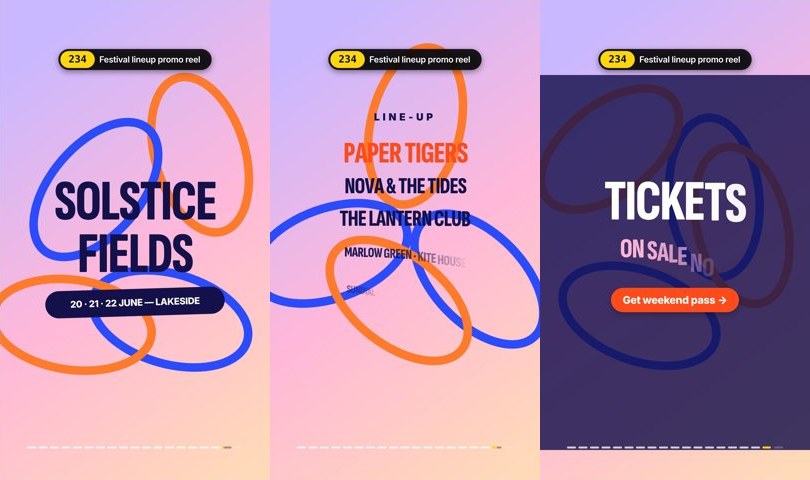 234 Festival lineup promo reel
SOLSTICE
FIELDS
20 · 21 · 22 JUNE — LAKESIDE
234 Festival lineup promo reel
LINE-UP
PAPER TIGERS
NOVA & THE TIDES
THE LANTERN CLUB
MARLOW GREEN · KITE HOUSE
234 Festival lineup promo reel
TICKETS
ON SALE NO
Get weekend pass →